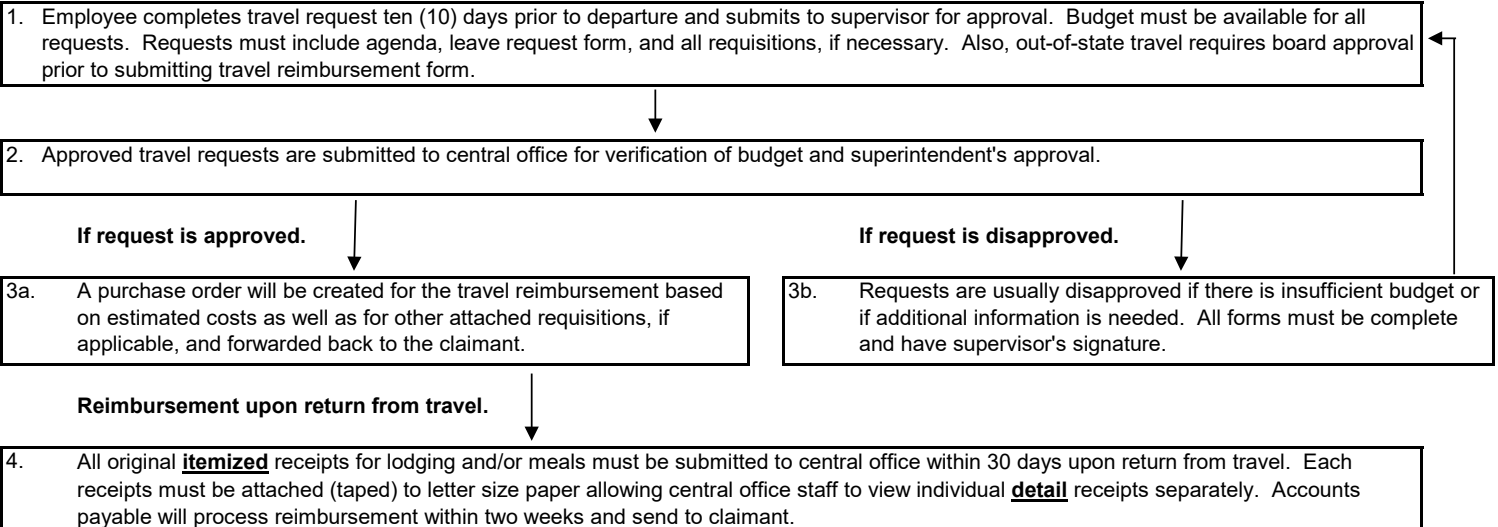 1. Employee completes travel request ten (10) days prior to departure and submits to supervisor for approval.  Budget must be available for all
requests.  Requests must include agenda, leave request form, and all requisitions, if necessary.  Also, out-of-state travel requires board approval
prior to submitting travel reimbursement form.
2. Approved travel requests are submitted to central office for verification of budget and superintendent's approval.
If request is approved.
If request is disapproved.
3a. A purchase order will be created for the travel reimbursement based
on estimated costs as well as for other attached requisitions, if
applicable, and forwarded back to the claimant.
3b. Requests are usually disapproved if there is insufficient budget or
if additional information is needed.  All forms must be complete
and have supervisor's signature.
Reimbursement upon return from travel.
4. All original itemized receipts for lodging and/or meals must be submitted to central office within 30 days upon return from travel.  Each
receipts must be attached (taped) to letter size paper allowing central office staff to view individual detail receipts separately.  Accounts
payable will process reimbursement within two weeks and send to claimant.